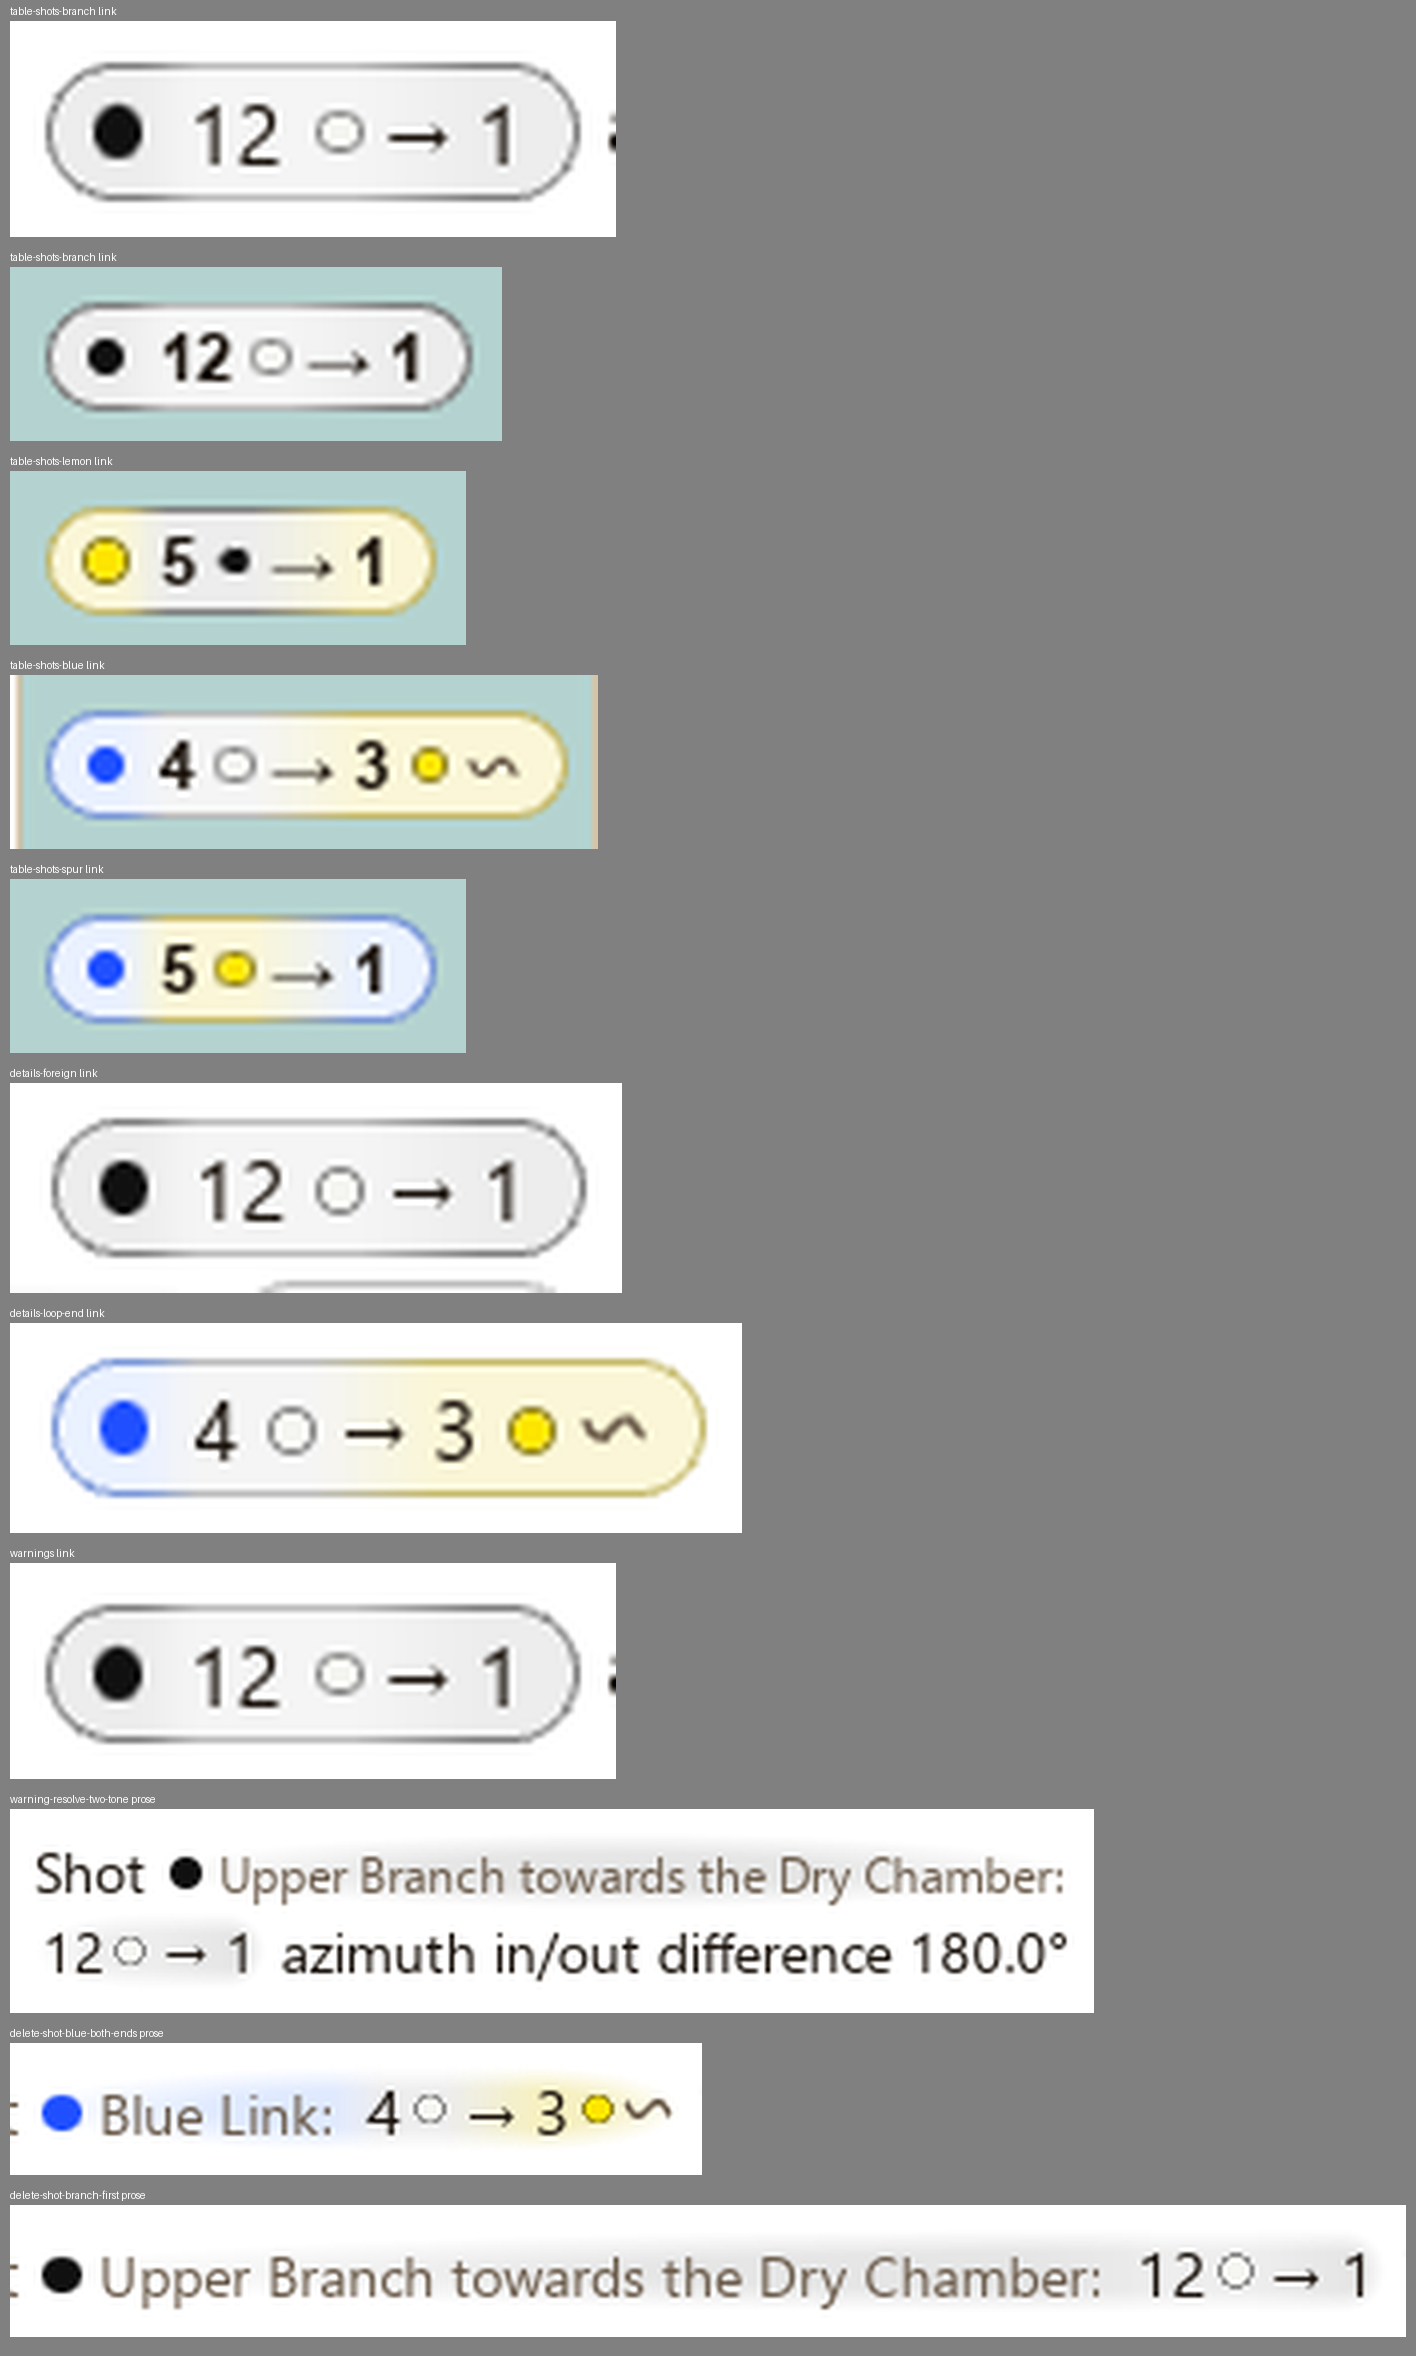 table-shots-branch link
● 12 ○ → 1
table-shots-branch link
● 12 ○ → 1
table-shots-lemon link
5 ● → 1
table-shots-blue link
4 ○ → 3
table-shots-spur link
5 → 1
details-foreign link
● 12 ○ → 1
details-loop-end link
4 ○ → 3
warnings link
● 12 ○ → 1
warning-resolve-two-tone prose
Shot ● Upper Branch towards the Dry Chamber:
12 ○ → 1 azimuth in/out difference 180.0°
delete-shot-blue-both-ends prose
Blue Link: 4 ○ → 3
delete-shot-branch-first prose
● Upper Branch towards the Dry Chamber: 12 ○ → 1